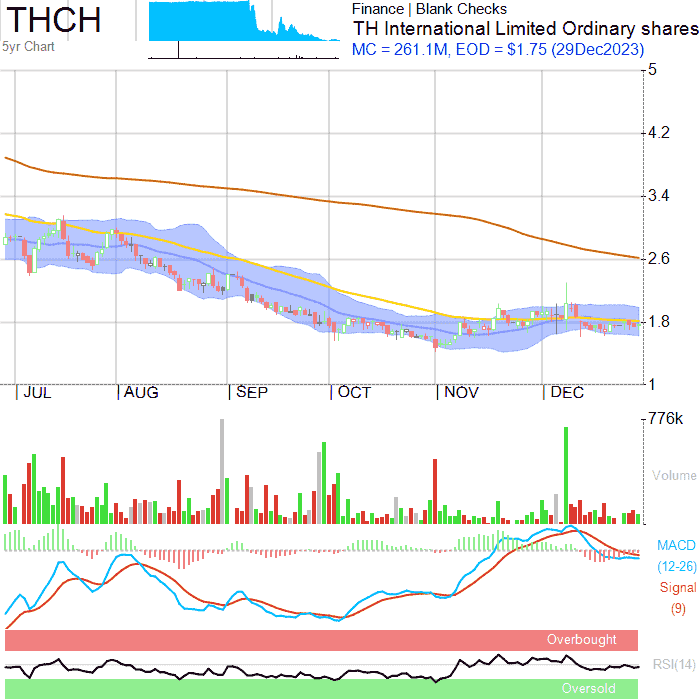 THCH
5yr Chart
Finance | Blank Checks
TH International Limited Ordinary shares
MC = 261.1M, EOD = $1.75 (29Dec2023)
5
4.2
3.4
2.6
1.8
1
JUL AUG SEP OCT NOV DEC
776k
Volume
MACD
(12-26)
Signal
(9)
Overbought
RSI(14)
Oversold